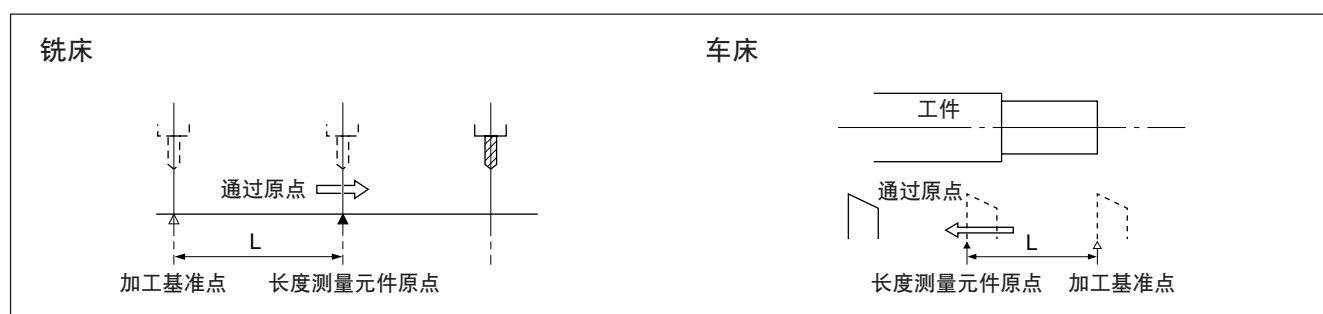 铣床
通过原点
L
加工基准点
长度测量元件原点
车床
工件
通过原点
L
长度测量元件原点
加工基准点